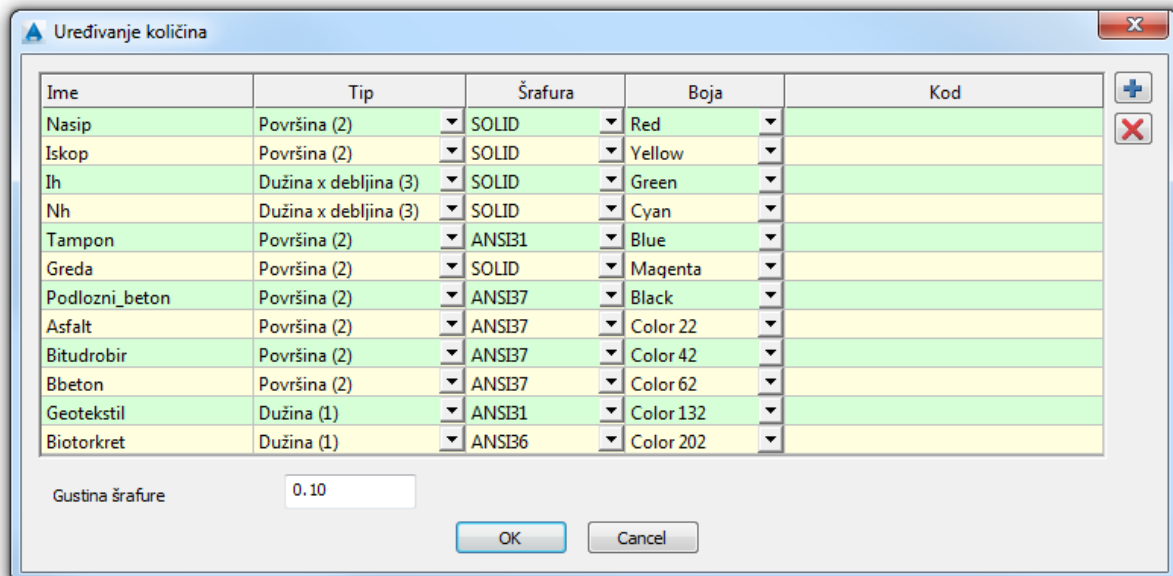 Uređivanje količina
Ime Tip Šrafura Boja Kod
Nasip Površina (2) SOLID Red
Iskop Površina (2) SOLID Yellow
Ih Dužina x debljina (3) SOLID Green
Nh Dužina x debljina (3) SOLID Cyan
Tampon Površina (2) ANSI31 Blue
Greda Površina (2) SOLID Magenta
Podlozni_beton Površina (2) ANSI37 Black
Asfalt Površina (2) ANSI37 Color 22
Bitudrobir Površina (2) ANSI37 Color 42
Bbeton Površina (2) ANSI37 Color 62
Geotekstil Dužina (1) ANSI31 Color 132
Biotorkret Dužina (1) ANSI36 Color 202
Gustina šrafure 0.10
OK Cancel